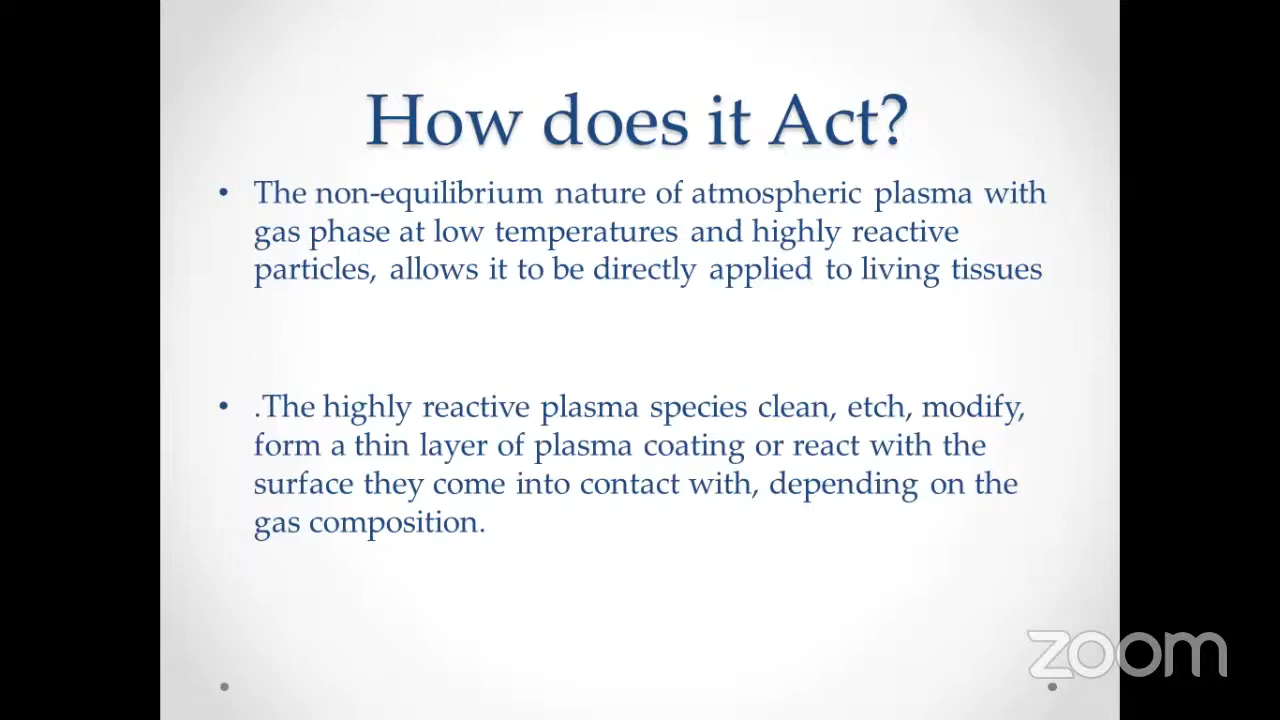 How does it Act?
• The non-equilibrium nature of atmospheric plasma with
gas phase at low temperatures and highly reactive
particles, allows it to be directly applied to living tissues
• .The highly reactive plasma species clean, etch, modify,
form a thin layer of plasma coating or react with the
surface they come into contact with, depending on the
gas composition.
zoom